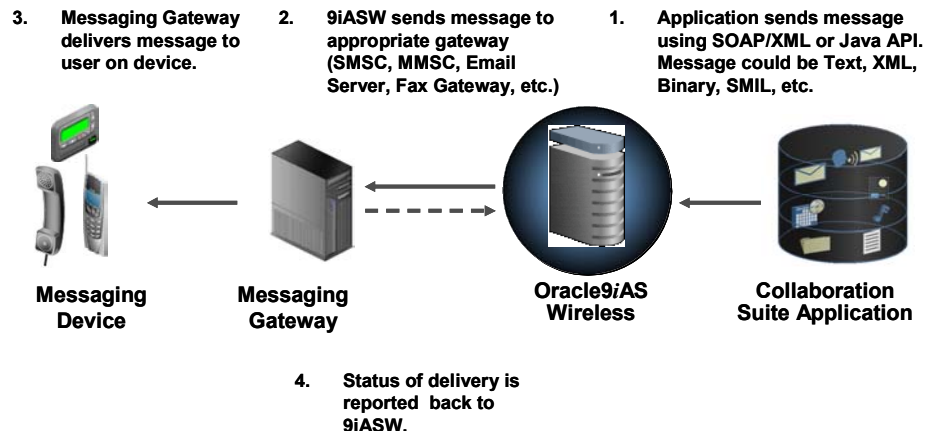 3. Messaging Gateway
delivers message to
user on device.
2. 9iASW sends message to
appropriate gateway
(SMSC, MMSC, Email
Server, Fax Gateway, etc.)
1. Application sends message
using SOAP/XML or Java API.
Message could be Text, XML,
Binary, SMIL, etc.
Messaging
Device
Messaging
Gateway
Oracle9iAS
Wireless
Collaboration
Suite Application
4. Status of delivery is
reported back to
9iASW.